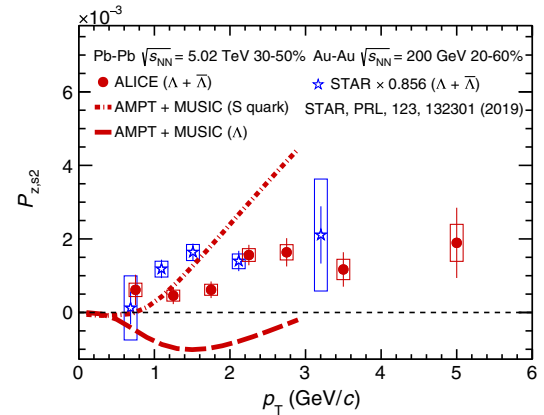 ×10⁻³
Pb-Pb √sNN = 5.02 TeV 30-50% Au-Au √sNN = 200 GeV 20-60%
ALICE (Λ + Λ̅) STAR × 0.856 (Λ + Λ̅)
AMPT + MUSIC (S quark) STAR, PRL, 123, 132301 (2019)
AMPT + MUSIC (Λ)
6
4
2
0
Pz,s2
0 1 2 3 4 5 6
pT (GeV/c)